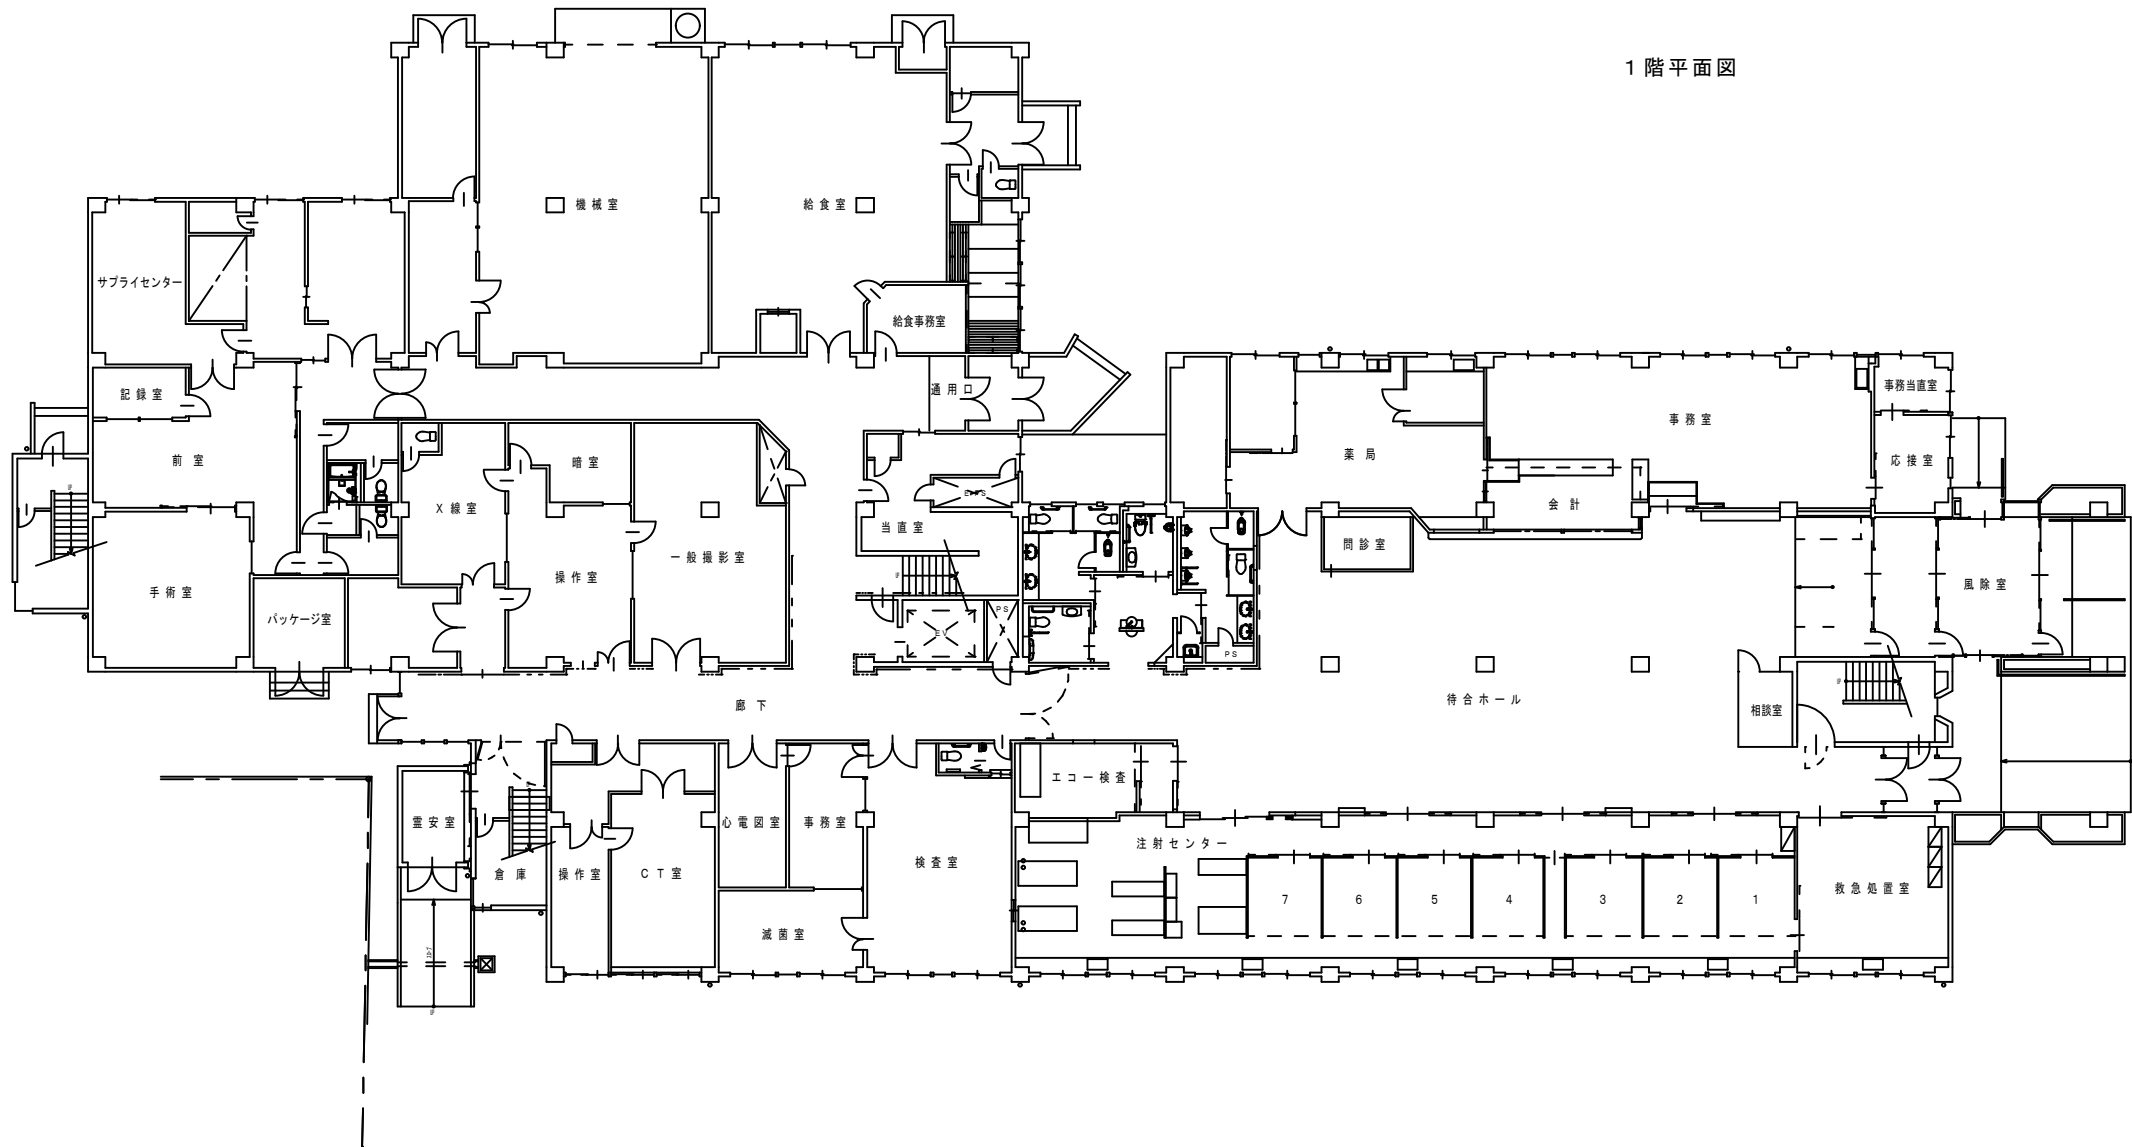 1階平面図
機械室
給食室
サプライセンター
給食事務室
記録室
通用口
事務当直室
事務室
前室
暗室
薬局
応接室
EPS
X線室
会計
当直室
問診室
一般撮影室
操作室
風除室
手術室
パッケージ室
PS
EV
PS
待合ホール
廊下
相談室
エコー検査
霊安室
心電図室
事務室
注射センター
検査室
倉庫
操作室
CT室
救急処置室
7
6
5
4
3
2
1
滅菌室